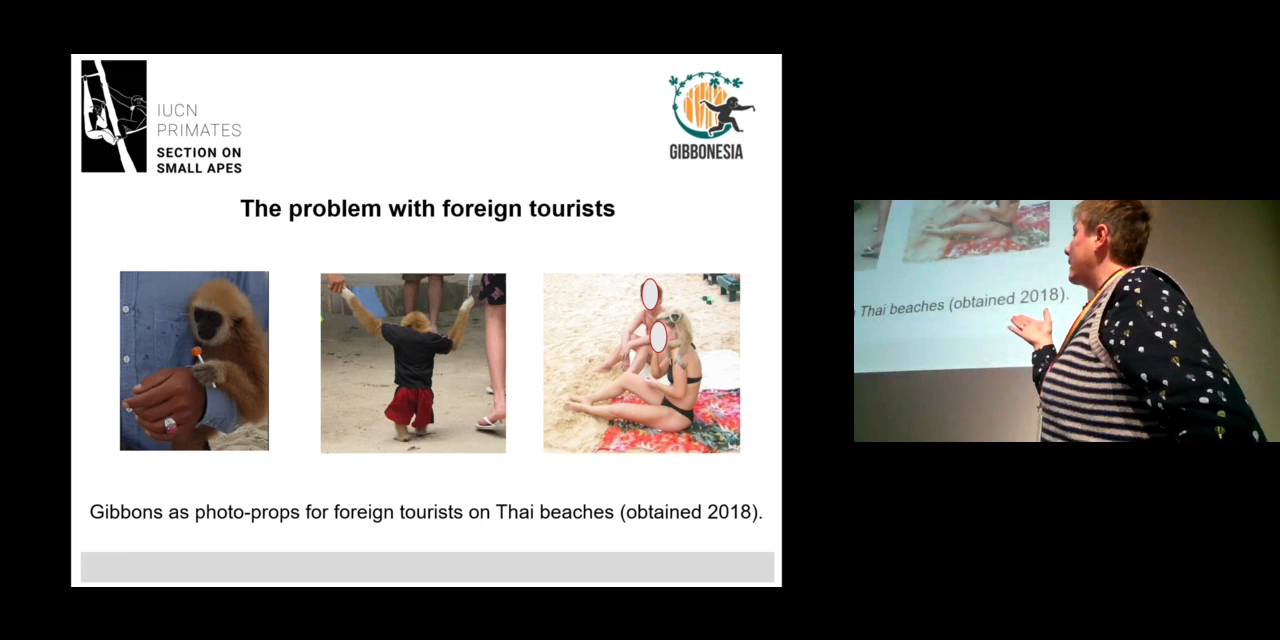 IUCN
PRIMATES
SECTION ON
SMALL APES
GIBBONESIA
The problem with foreign tourists
Gibbons as photo-props for foreign tourists on Thai beaches (obtained 2018).
Thai beaches (obtained 2018).